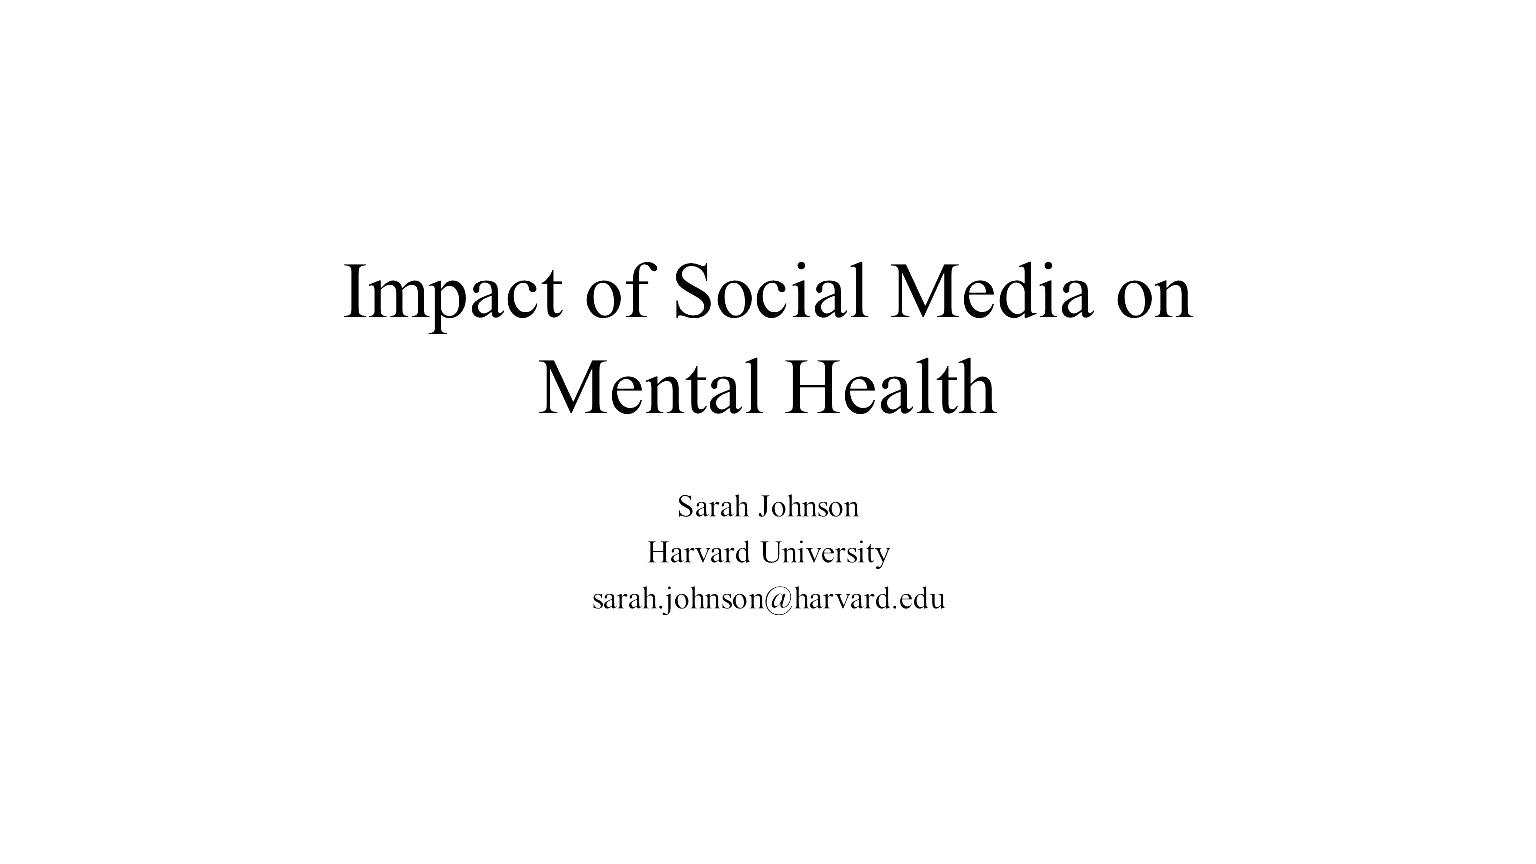 Impact of Social Media on
Mental Health
Sarah Johnson
Harvard University
sarah.johnson@harvard.edu